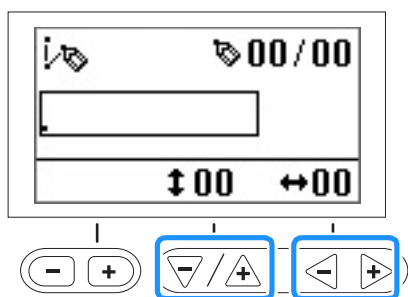 00/00
↕00 ↔00
- + - / + - +